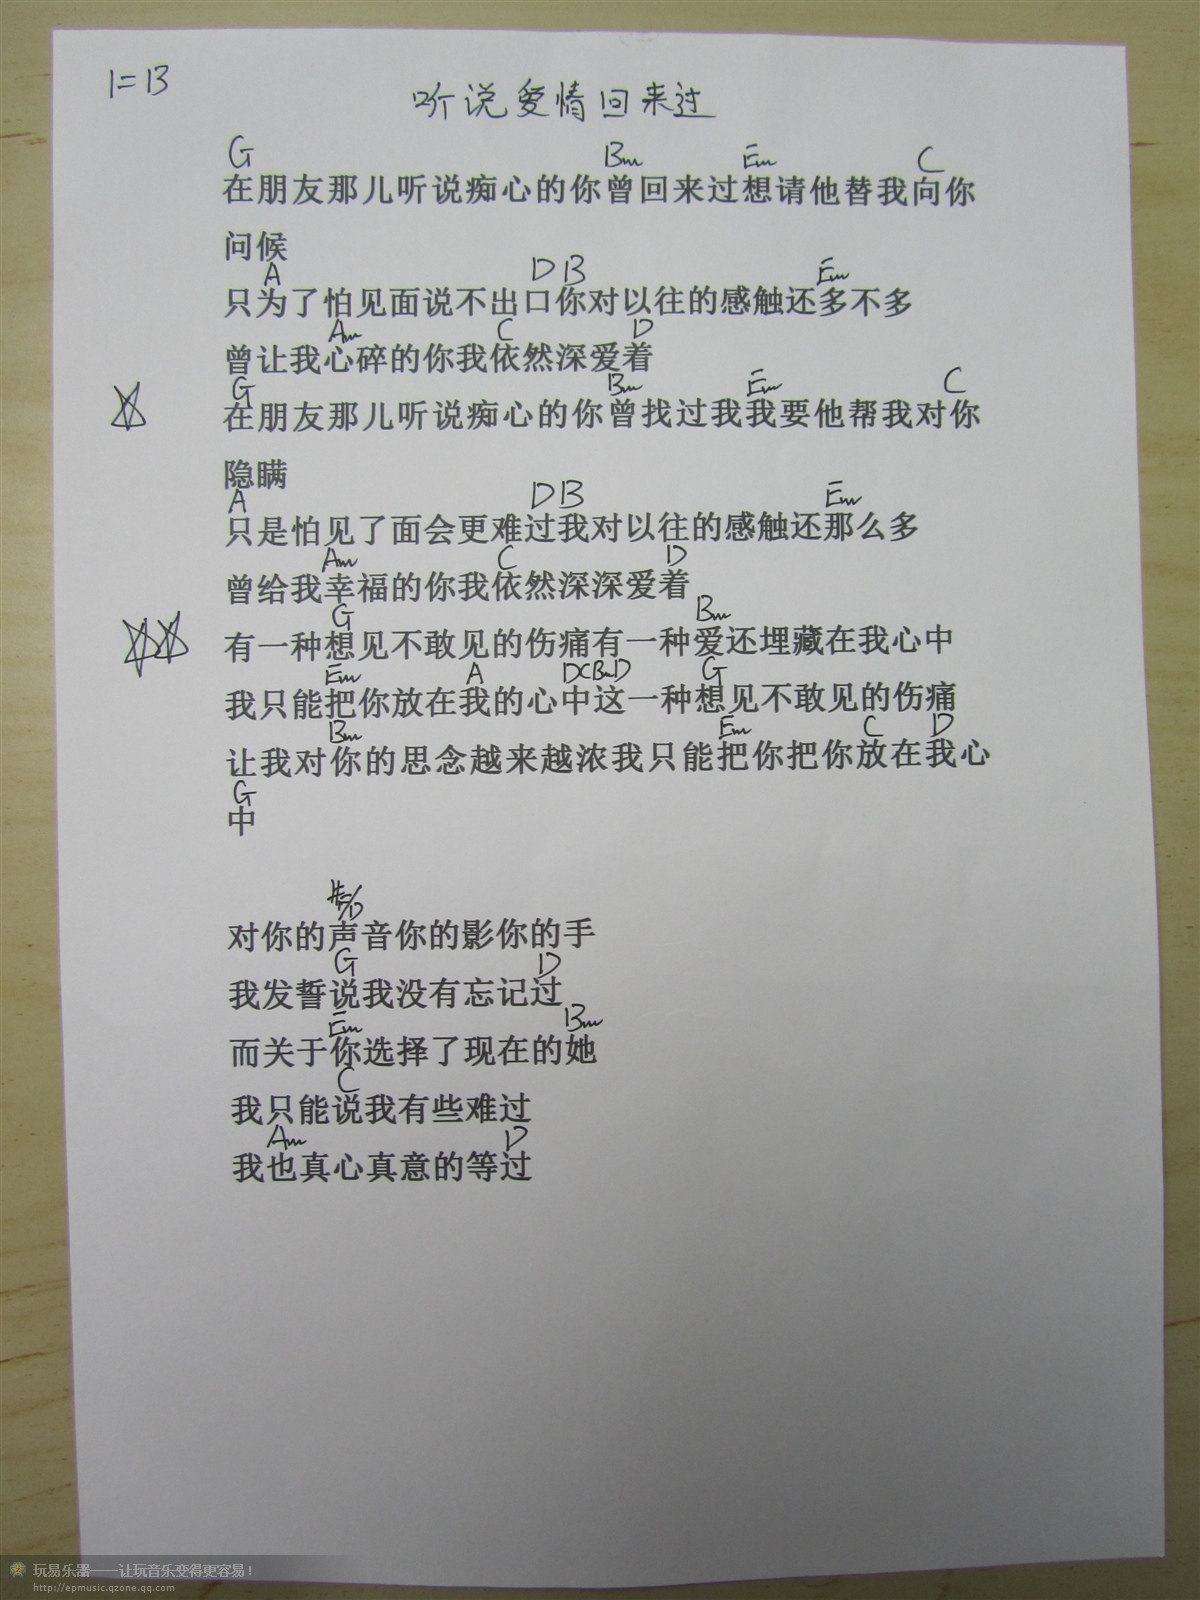 1=B
听说爱情回来过
G Bm Em C
在朋友那儿听说痴心的你曾回来过想请他替我向你
问候
A D B Em
只为了怕见面说不出口你对以往的感触还多不多
Am C D
曾让我心碎的你我依然深爱着
G Bm Em C
☆ 在朋友那儿听说痴心的你曾找过我我要他帮我对你
隐瞒
A D B Em
只是怕见了面会更难过我对以往的感触还那么多
Am C D
曾给我幸福的你我依然深深爱着
G Bm
☆☆ 有一种想见不敢见的伤痛有一种爱还埋藏在我心中
Em A DCBmD G
我只能把你放在我的心中这一种想见不敢见的伤痛
Bm Em C D
让我对你的思念越来越浓我只能把你把你放在我心
G
中
对你的声音你的影你的手
G D
我发誓说我没有忘记过
Em Bm
而关于你选择了现在的她
C
我只能说我有些难过
Am D
我也真心真意的等过
玩易乐器——让玩音乐变得更容易！
http://epmusic.qzone.qq.com